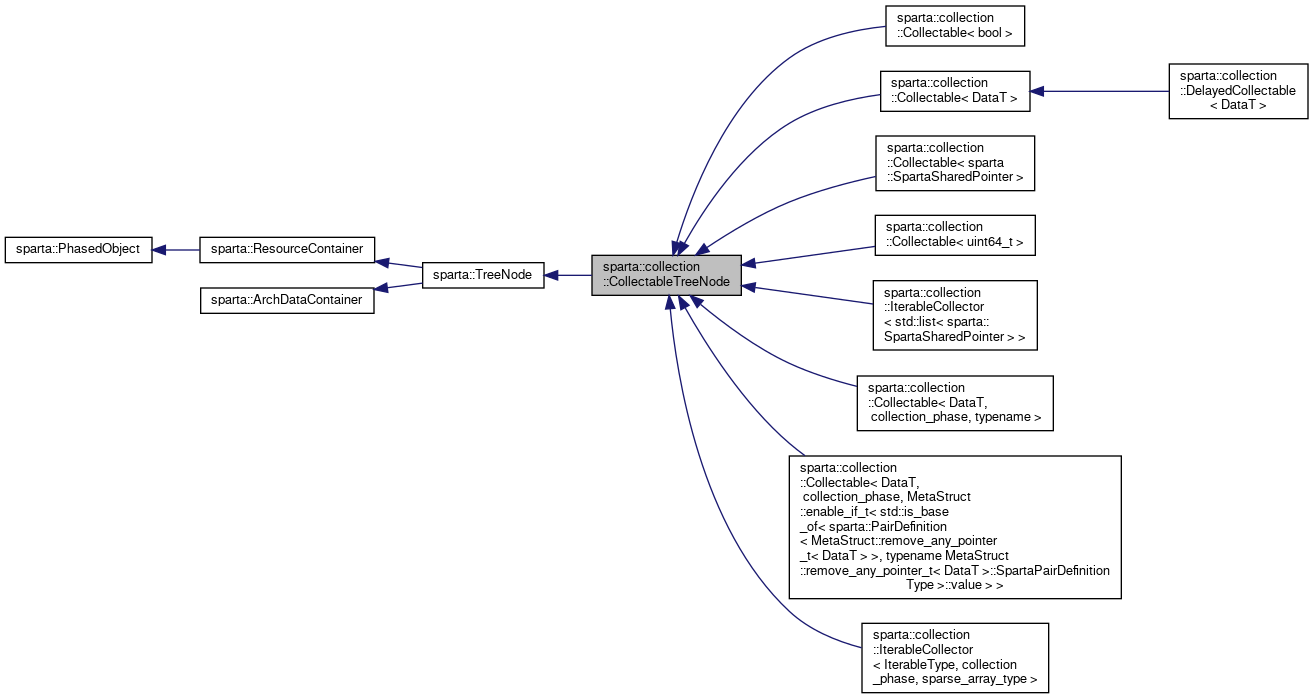 sparta::PhasedObject
sparta::ResourceContainer
sparta::ArchDataContainer
sparta::TreeNode
sparta::collection
::CollectableTreeNode
sparta::collection
::Collectable< bool >
sparta::collection
::Collectable< DataT >
sparta::collection
::DelayedCollectable
< DataT >
sparta::collection
::Collectable< sparta
::SpartaSharedPointer >
sparta::collection
::Collectable< uint64_t >
sparta::collection
::IterableCollector
< std::list< sparta::
SpartaSharedPointer > >
sparta::collection
::Collectable< DataT,
collection_phase, typename >
sparta::collection
::Collectable< DataT,
collection_phase, MetaStruct
::enable_if_t< std::is_base
_of< sparta::PairDefinition
< MetaStruct::remove_any_pointer
_t< DataT > >, typename MetaStruct
::remove_any_pointer_t< DataT >::SpartaPairDefinition
Type >::value > >
sparta::collection
::IterableCollector
< IterableType, collection
_phase, sparse_array_type >